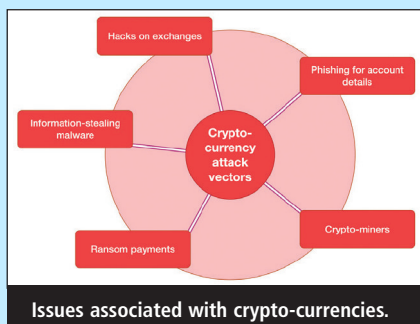 Hacks on exchanges
Phishing for account
details
Information-stealing
malware
Crypto-
currency
attack
vectors
Ransom payments
Crypto-miners
Issues associated with crypto-currencies.